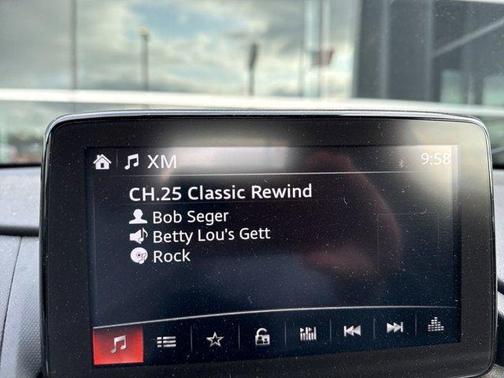 XM 9:58
CH.25 Classic Rewind
Bob Seger
Betty Lou's Gett
Rock